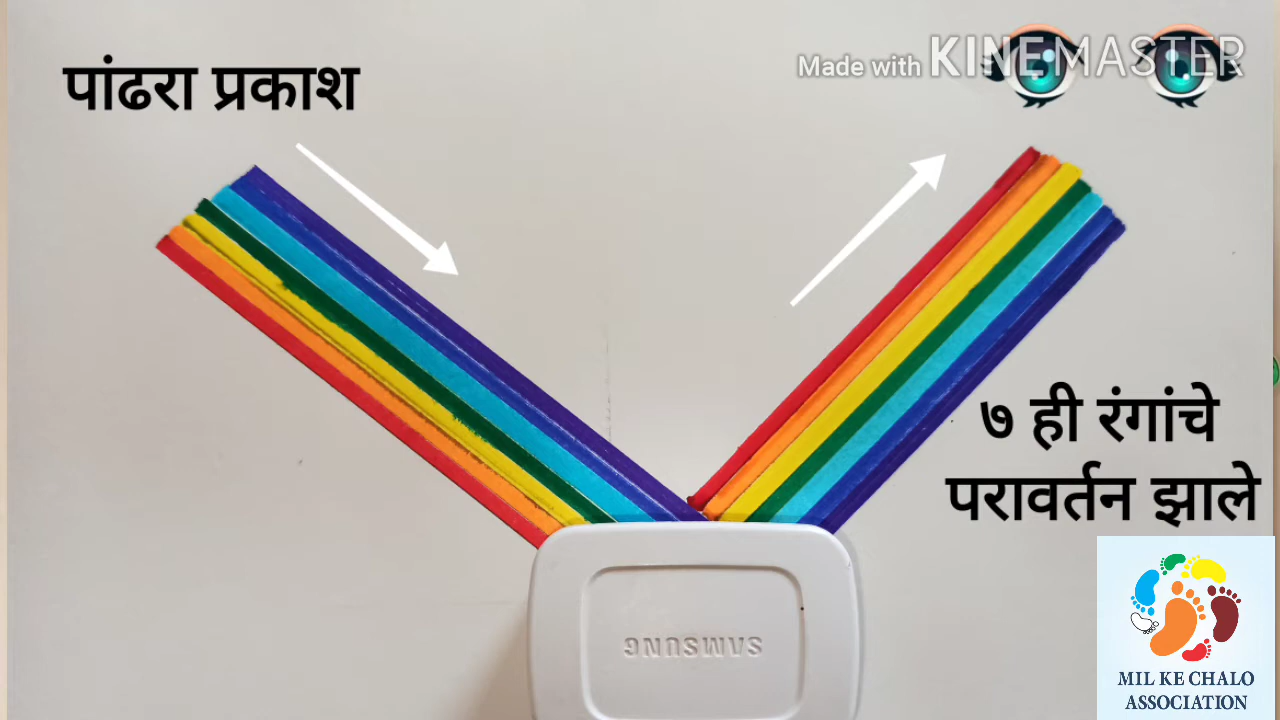 पांढरा प्रकाश
Made with KINEMASTER
७ ही रंगांचे
परावर्तन झाले
SAMSUNG
MIL KE CHALO
ASSOCIATION